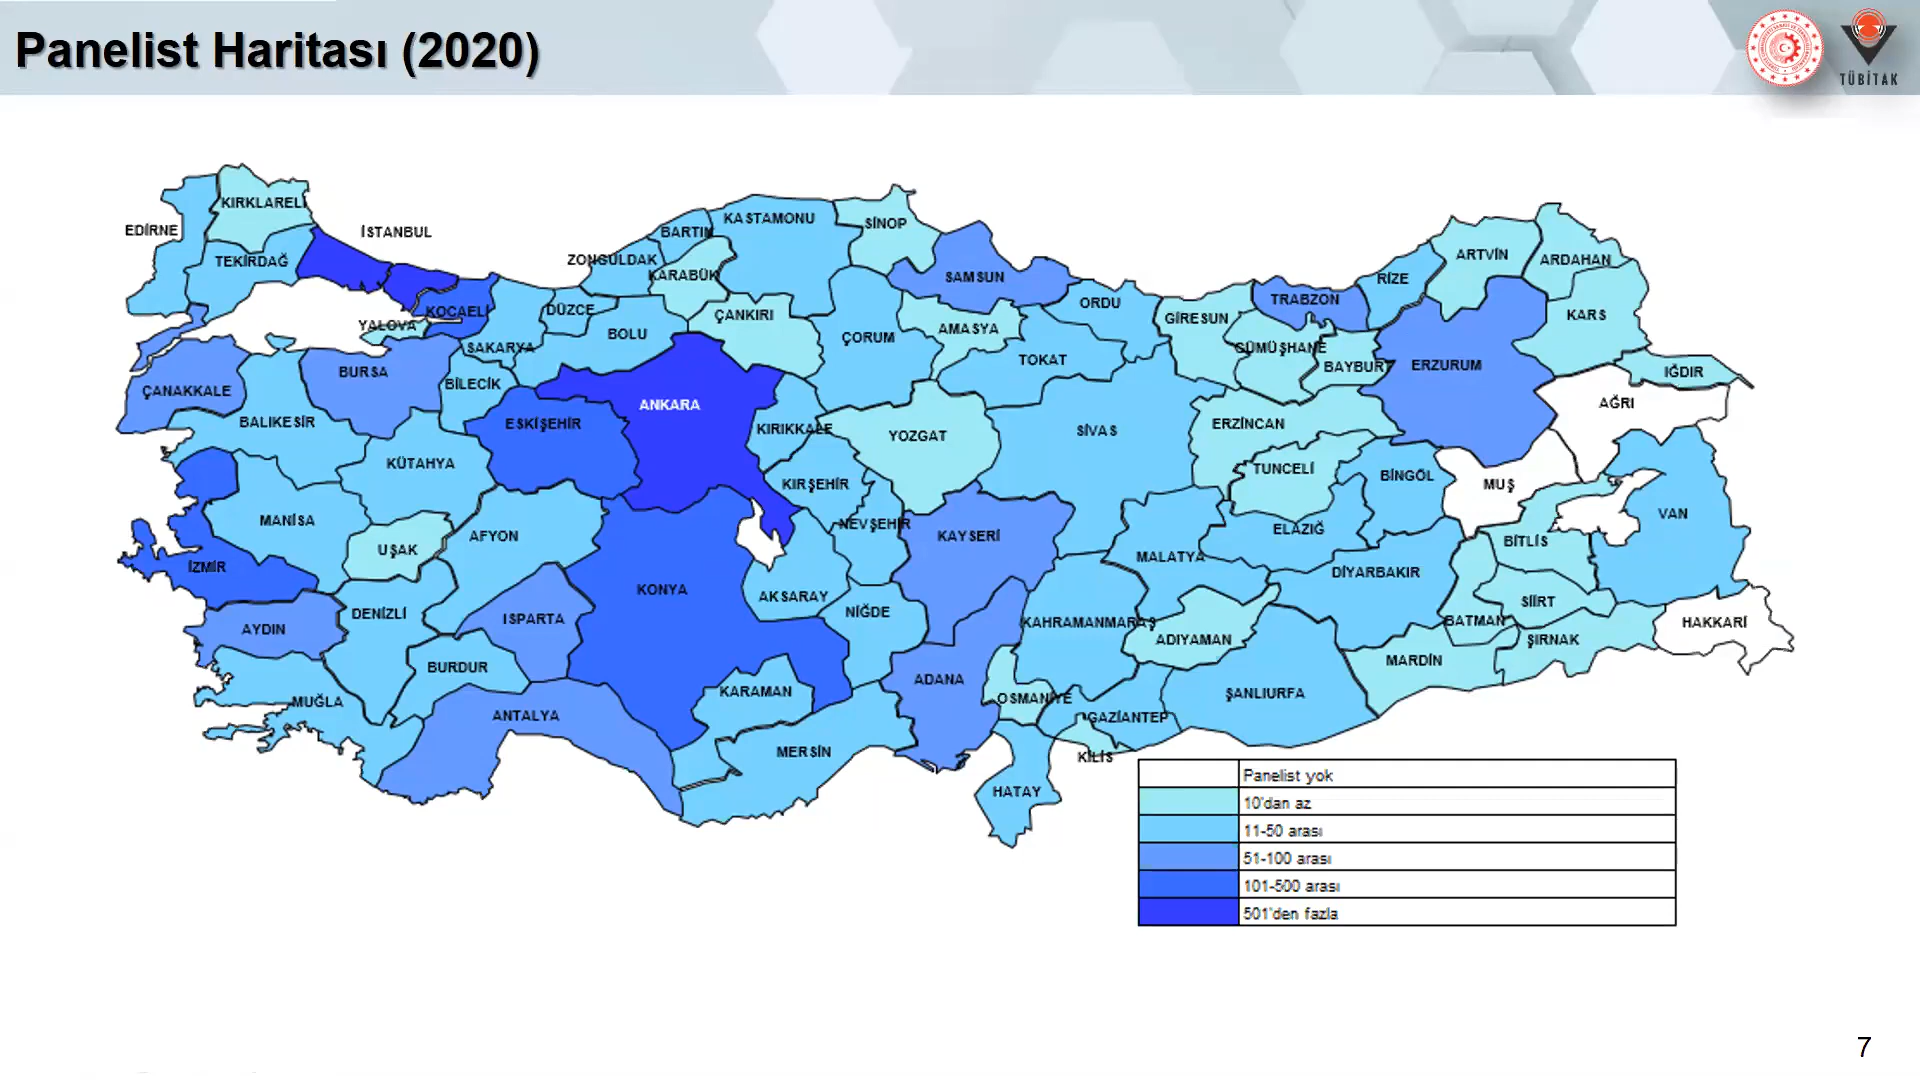 Panelist Haritası (2020)
TÜBİTAK
KIRKLARELİ
EDİRNE
İSTANBUL
TEKİRDAĞ
KASTAMONU
SİNOP
BARTIN
ZONGULDAK
KARABÜK
SAMSUN
ARTVİN
ARDAHAN
RİZE
TRABZON
ORDU
GİRESUN
KARS
KOCAELİ
YALOVA
DÜZCE
BOLU
ÇANKIRI
ÇORUM
AMASYA
TOKAT
GÜMÜŞHANE
BAYBURT
ERZURUM
IĞDIR
AĞRI
SAKARYA
BİLECİK
BURSA
ÇANAKKALE
BALIKESİR
ESKİŞEHİR
ANKARA
KIRIKKALE
YOZGAT
SİVAS
ERZİNCAN
TUNCELİ
BİNGÖL
MUŞ
VAN
KÜTAHYA
MANİSA
UŞAK
AFYON
KIRŞEHİR
NEVŞEHİR
KAYSERİ
MALATYA
ELAZIĞ
DİYARBAKIR
BİTLİS
SİİRT
BATMAN
ŞIRNAK
HAKKARİ
İZMİR
AYDIN
DENİZLİ
ISPARTA
KONYA
AKSARAY
NİĞDE
KAHRAMANMARAŞ
ADIYAMAN
MARDİN
BURDUR
MUĞLA
ANTALYA
KARAMAN
MERSİN
ADANA
OSMANİYE
GAZİANTEP
ŞANLIURFA
KİLİS
HATAY
Panelist yok
10'dan az
11-50 arası
51-100 arası
101-500 arası
501'den fazla
7